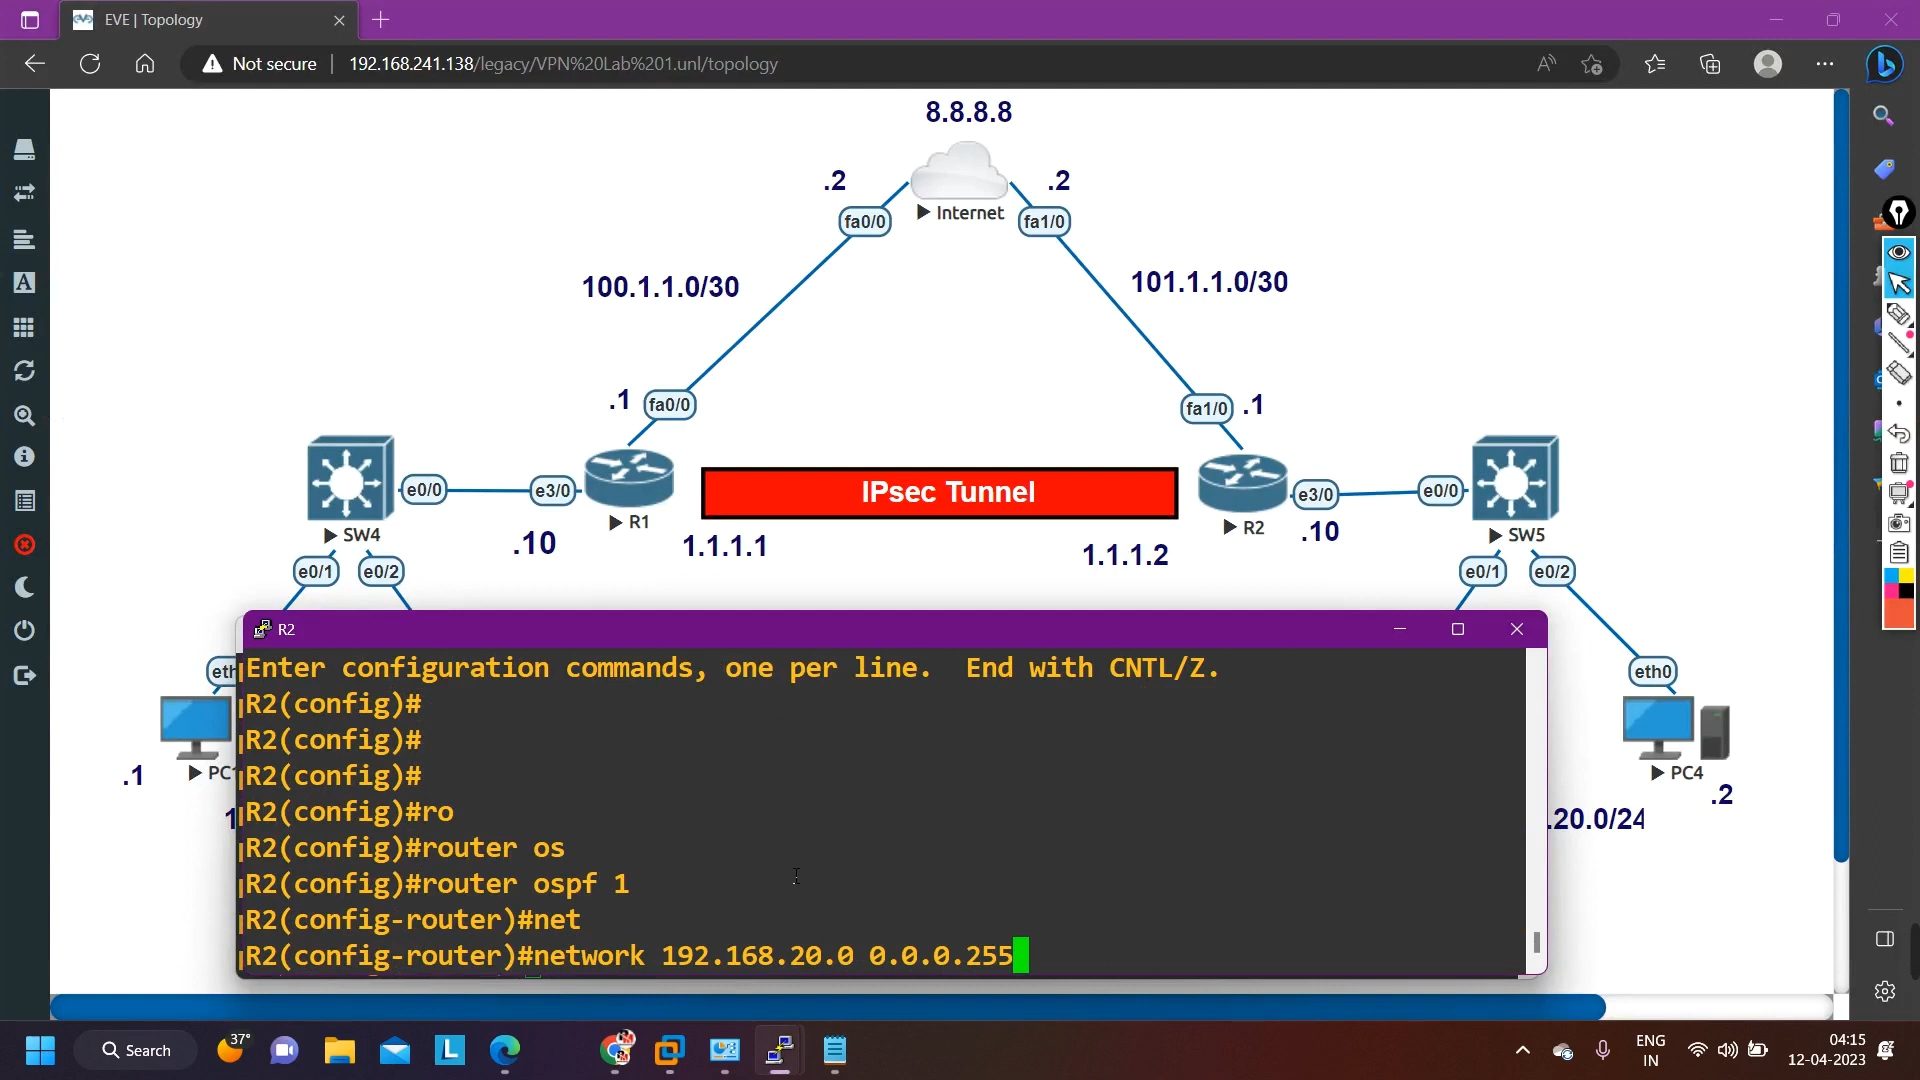 EVE | Topology
Not secure 192.168.241.138/legacy/VPN%20Lab%201.unl/topology
8.8.8.8
.2 .2
Internet
fa0/0 fa1/0
100.1.1.0/30 101.1.1.0/30
.1 fa0/0 fa1/0 .1
e0/0 e3/0 IPsec Tunnel e3/0 e0/0
SW4 R1 R2 SW5
.10 1.1.1.1 1.1.1.2 .10
e0/1 e0/2 e0/1 e0/2
R2
eth eth0
Enter configuration commands, one per line.  End with CNTL/Z.
R2(config)#
R2(config)#
R2(config)#
R2(config)#ro
R2(config)#router os
R2(config)#router ospf 1
R2(config-router)#net
R2(config-router)#network 192.168.20.0 0.0.0.255
.1 PC1 PC4 .2
1 .20.0/24
37°
Search
ENG
IN
04:15
12-04-2023